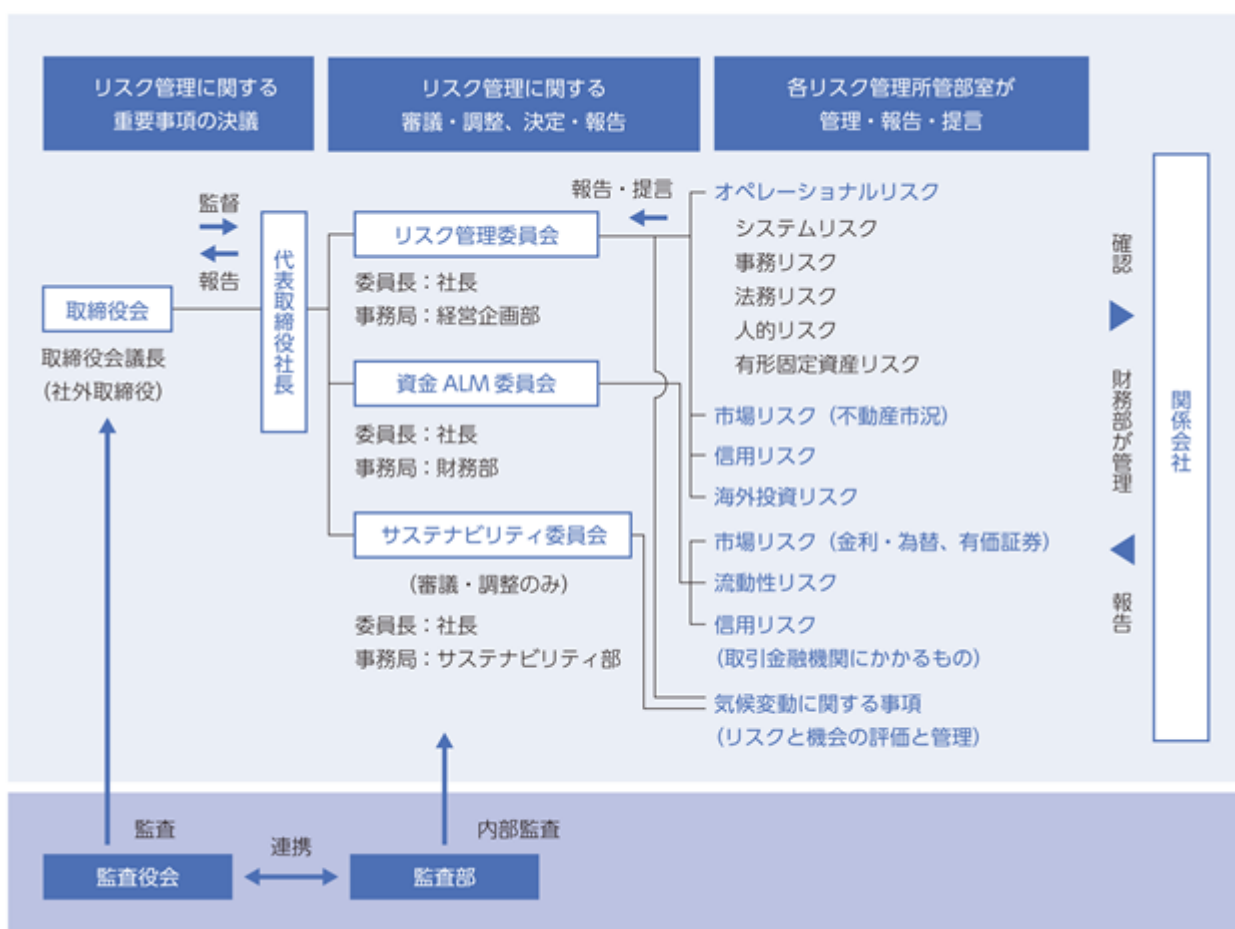 リスク管理に関する
重要事項の決議
リスク管理に関する
審議・調整、決定・報告
各リスク管理所管部室が
管理・報告・提言
監督
報告
取締役会
取締役会議長
(社外取締役)
代表取締役社長
報告・提言
リスク管理委員会
委員長：社長
事務局：経営企画部
資金 ALM 委員会
委員長：社長
事務局：財務部
サステナビリティ委員会
(審議・調整のみ)
委員長：社長
事務局：サステナビリティ部
オペレーショナルリスク
システムリスク
事務リスク
法務リスク
人的リスク
有形固定資産リスク
市場リスク（不動産市況）
信用リスク
海外投資リスク
市場リスク（金利・為替、有価証券）
流動性リスク
信用リスク
(取引金融機関にかかるもの)
気候変動に関する事項
(リスクと機会の評価と管理)
確認
財務部が管理
報告
関係会社
監査
連携
内部監査
監査役会
監査部